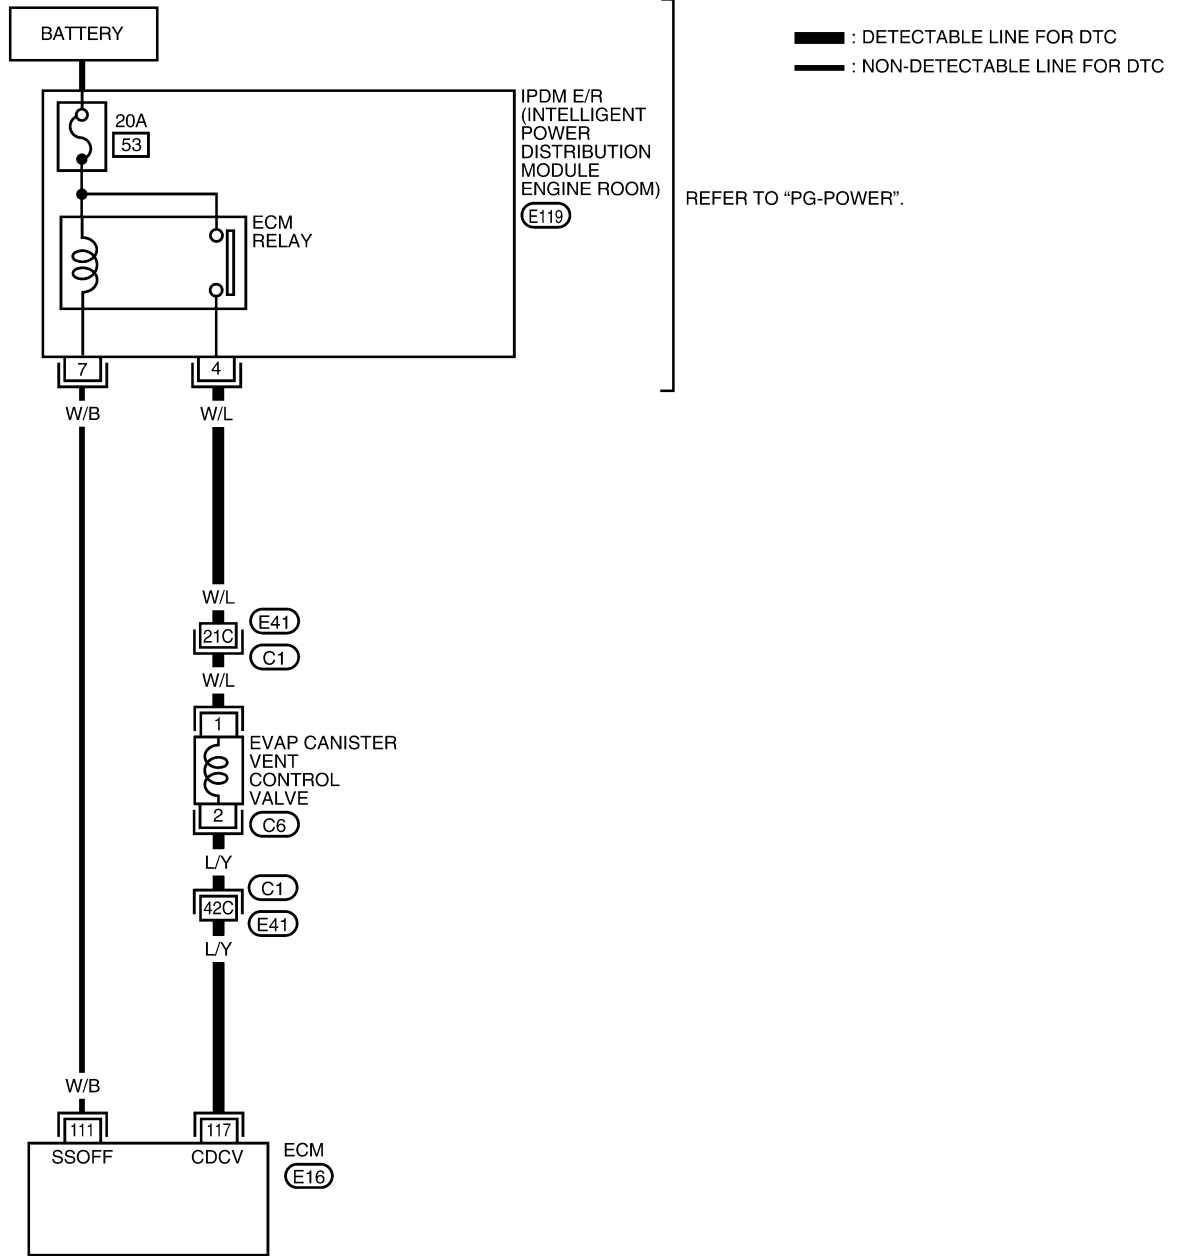 BATTERY
: DETECTABLE LINE FOR DTC
: NON-DETECTABLE LINE FOR DTC
20A
53
IPDM E/R
(INTELLIGENT
POWER
DISTRIBUTION
MODULE
ENGINE ROOM)
E119
REFER TO “PG-POWER”.
ECM
RELAY
7
4
W/B
W/L
W/L
E41
21C
C1
W/L
1
EVAP CANISTER
VENT
CONTROL
VALVE
2
C6
L/Y
C1
42C
E41
L/Y
W/B
111
117
SSOFF
CDCV
ECM
E16